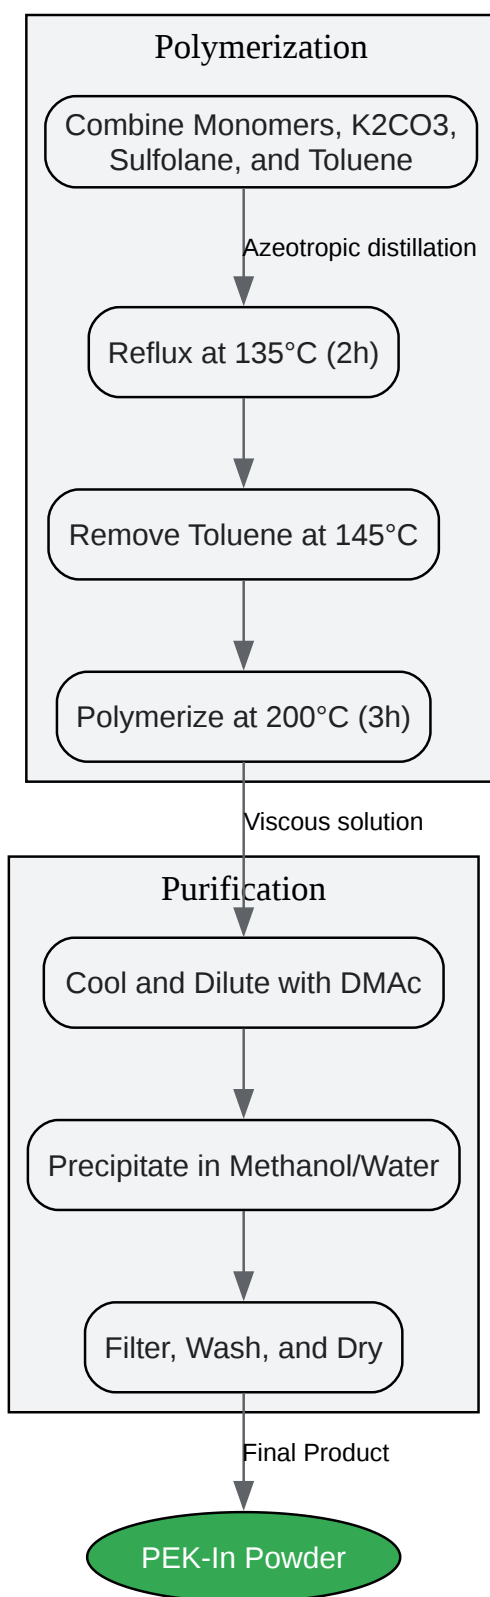 Polymerization
Combine Monomers, K2CO3,
Sulfolane, and Toluene
Azeotropic distillation
Reflux at 135°C (2h)
Remove Toluene at 145°C
Polymerize at 200°C (3h)
Viscous solution
Purification
Cool and Dilute with DMAc
Precipitate in Methanol/Water
Filter, Wash, and Dry
Final Product
PEK-In Powder